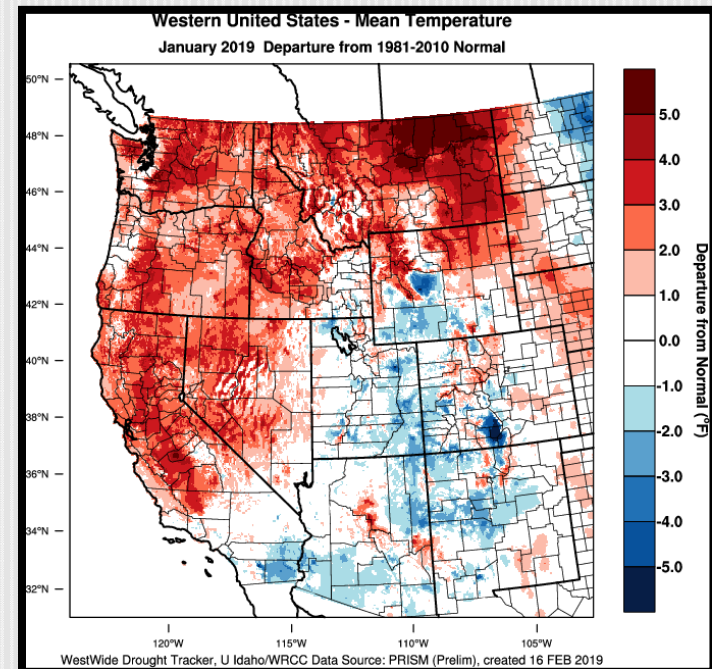 Western United States - Mean Temperature
January 2019 Departure from 1981-2010 Normal
50°N
48°N
46°N
44°N
42°N
40°N
38°N
36°N
34°N
32°N
120°W
115°W
110°W
105°W
5.0
4.0
3.0
2.0
1.0
0.0
-1.0
-2.0
-3.0
-4.0
-5.0
Departure from Normal (°F)
WestWide Drought Tracker, U Idaho/WRCC Data Source: PRISM (Prelim), created 16 FEB 2019